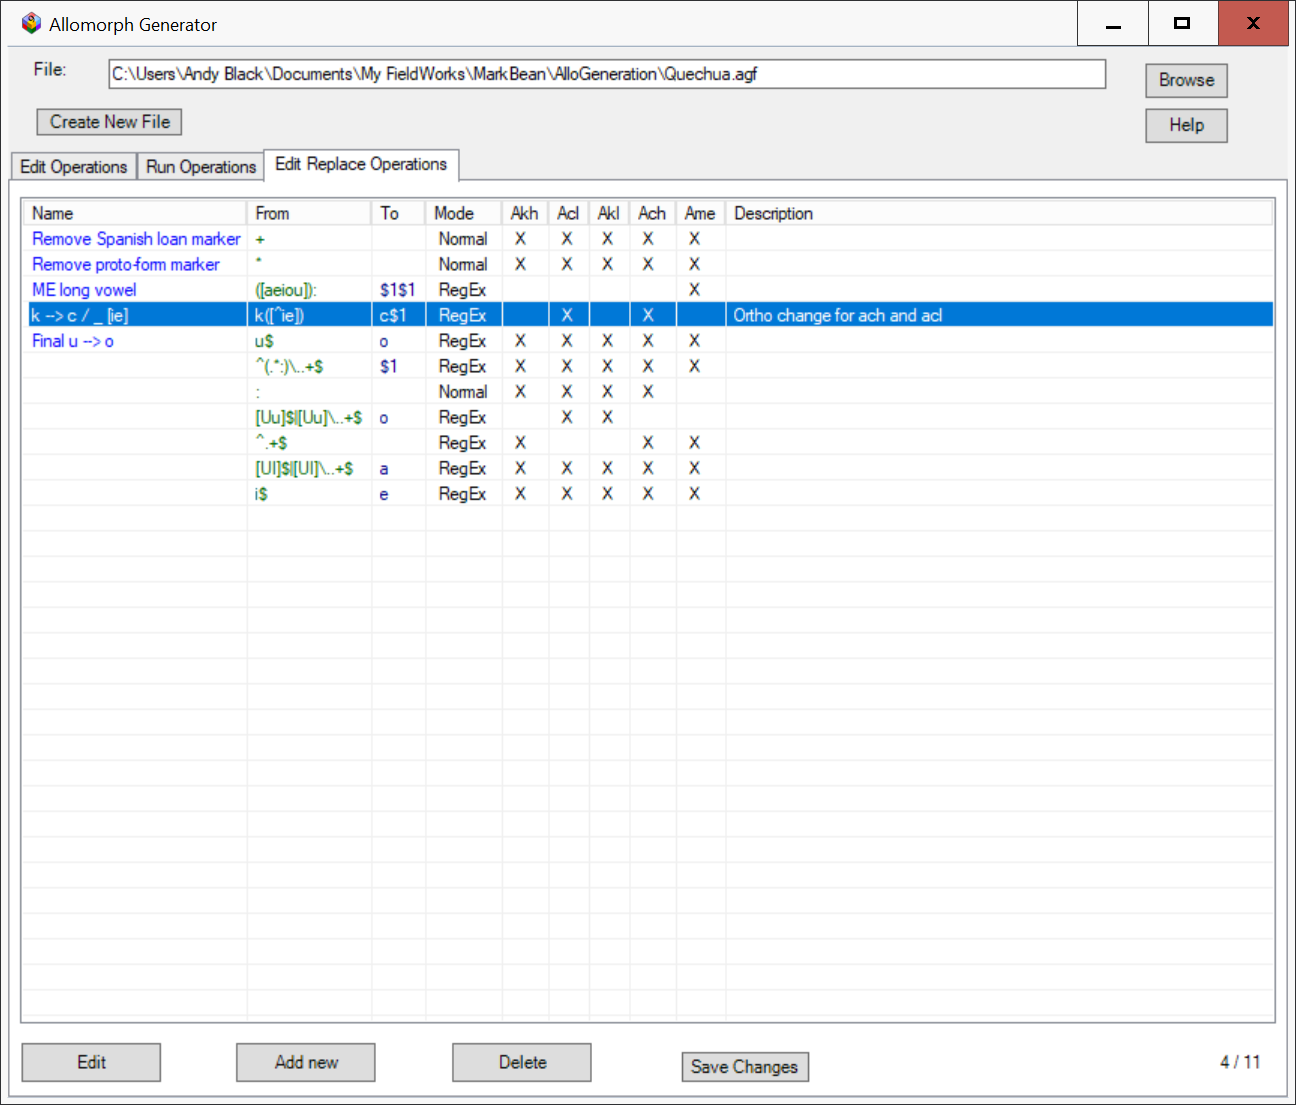 Allomorph Generator
File: C:\Users\Andy Black\Documents\My FieldWorks\MarkBean\AlloGeneration\Quechua.agf Browse
Create New File Help
Edit Operations Run Operations Edit Replace Operations
Name From To Mode Akh Acl Akl Ach Ame Description
Remove Spanish loan marker + Normal X X X X X
Remove proto-form marker * Normal X X X X X
ME long vowel ([aeiou]): $1$1 RegEx X
k --> c / _ [ie] k([^ie]) c$1 RegEx X X Ortho change for ach and acl
Final u --> o u$ o RegEx X X X X X
^(.*:)\..+$ $1 RegEx X X X X X
: Normal X X X X
[Uu]$|[Uu]\..+$ o RegEx X X
^.+$ RegEx X X X
[UI]$|[UI]\..+$ a RegEx X X X X X
i$ e RegEx X X X X X
Edit Add new Delete Save Changes 4 / 11